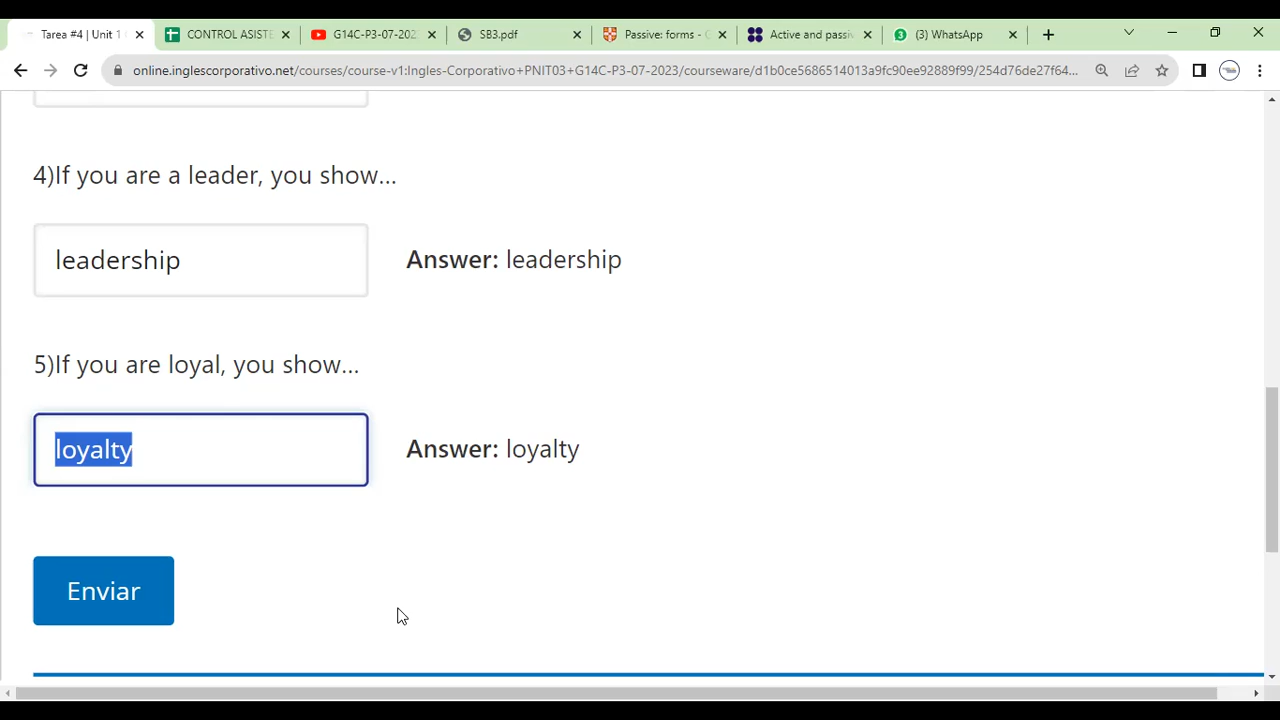 Tarea #4 | Unit 1
CONTROL ASISTE
G14C-P3-07-202
SB3.pdf
Passive: forms -
Active and passi
(3) WhatsApp
online.inglescorporativo.net/courses/course-v1:Ingles-Corporativo+PNIT03+G14C-P3-07-2023/courseware/d1b0ce5686514013a9fc90ee92889f99/254d76de27f64...
4)If you are a leader, you show...
leadership
Answer: leadership
5)If you are loyal, you show...
loyalty
Answer: loyalty
Enviar